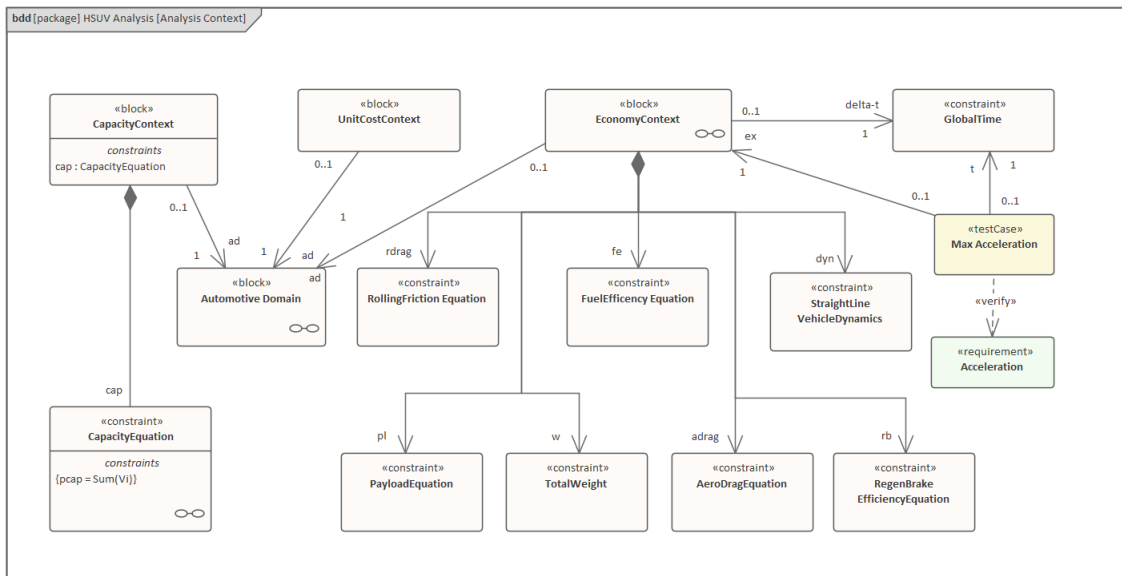 bdd [package] HSUV Analysis [Analysis Context]
«block»
CapacityContext
constraints
cap : CapacityEquation
«block»
UnitCostContext
«block»
EconomyContext
«constraint»
GlobalTime
0..1
delta-t
1
ex
1
0..1
t
1
0..1
0..1
ad
1
0..1
1
1
ad
0..1
ad
«block»
Automotive Domain
rdrag
«constraint»
RollingFriction Equation
fe
«constraint»
FuelEfficency Equation
dyn
«constraint»
StraightLine
VehicleDynamics
«testCase»
Max Acceleration
«verify»
«requirement»
Acceleration
cap
«constraint»
CapacityEquation
constraints
{pcap = Sum(Vi)}
pl
«constraint»
PayloadEquation
w
«constraint»
TotalWeight
adrag
«constraint»
AeroDragEquation
rb
«constraint»
RegenBrake
EfficiencyEquation